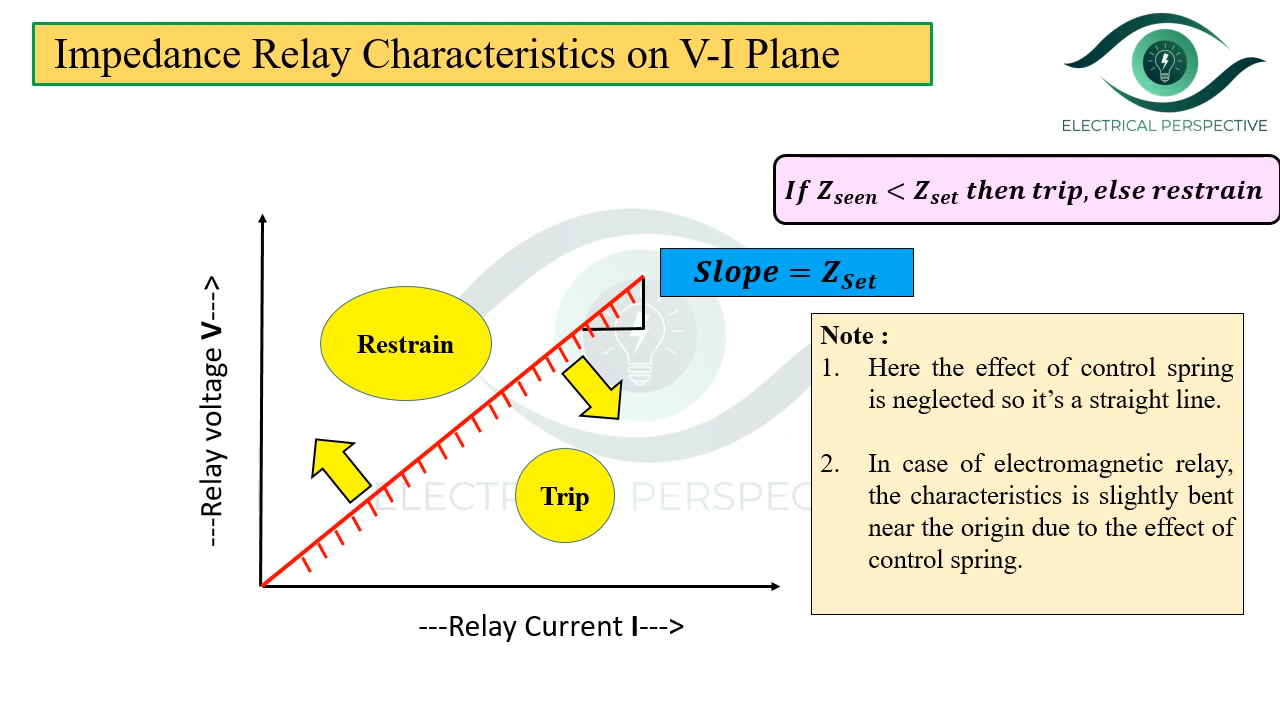 Impedance Relay Characteristics on V-I Plane
ELECTRICAL PERSPECTIVE
If Z_seen < Z_set then trip, else restrain
Slope = Z_Set
---Relay voltage V--->
Restrain
Trip
ELECTRICAL PERSPEC
---Relay Current I--->
Note :
1. Here the effect of control spring
is neglected so it’s a straight line.
2. In case of electromagnetic relay,
the characteristics is slightly bent
near the origin due to the effect of
control spring.